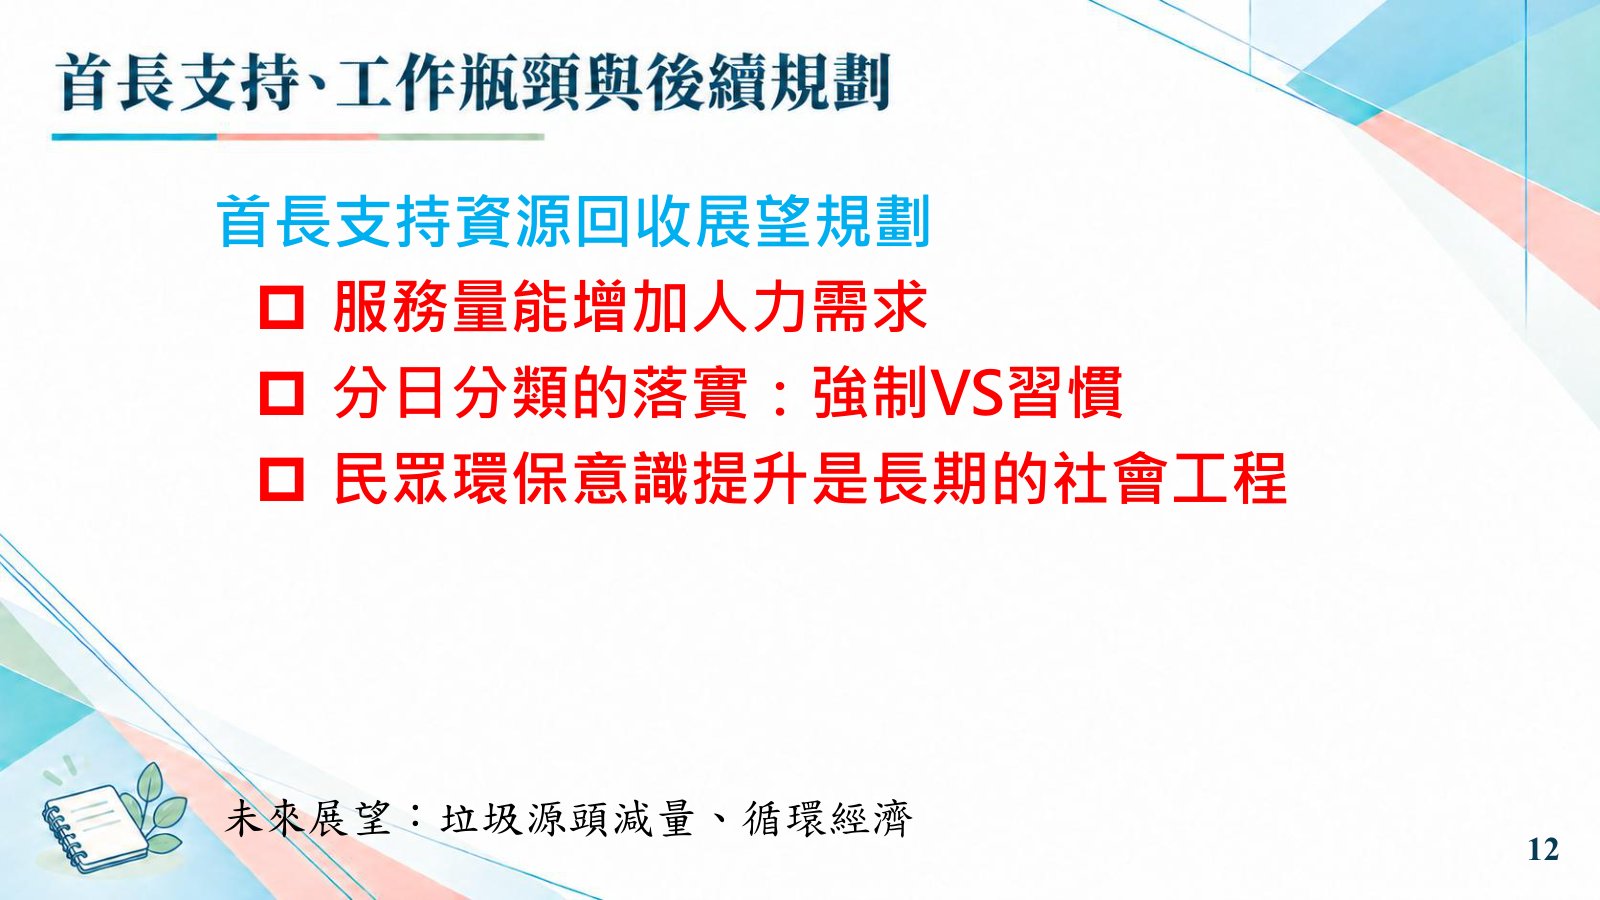 首長支持、工作瓶頸與後續規劃
首長支持資源回收展望規劃
服務量能增加人力需求
分日分類的落實：強制VS習慣
民眾環保意識提升是長期的社會工程
未來展望：垃圾源頭減量、循環經濟
12